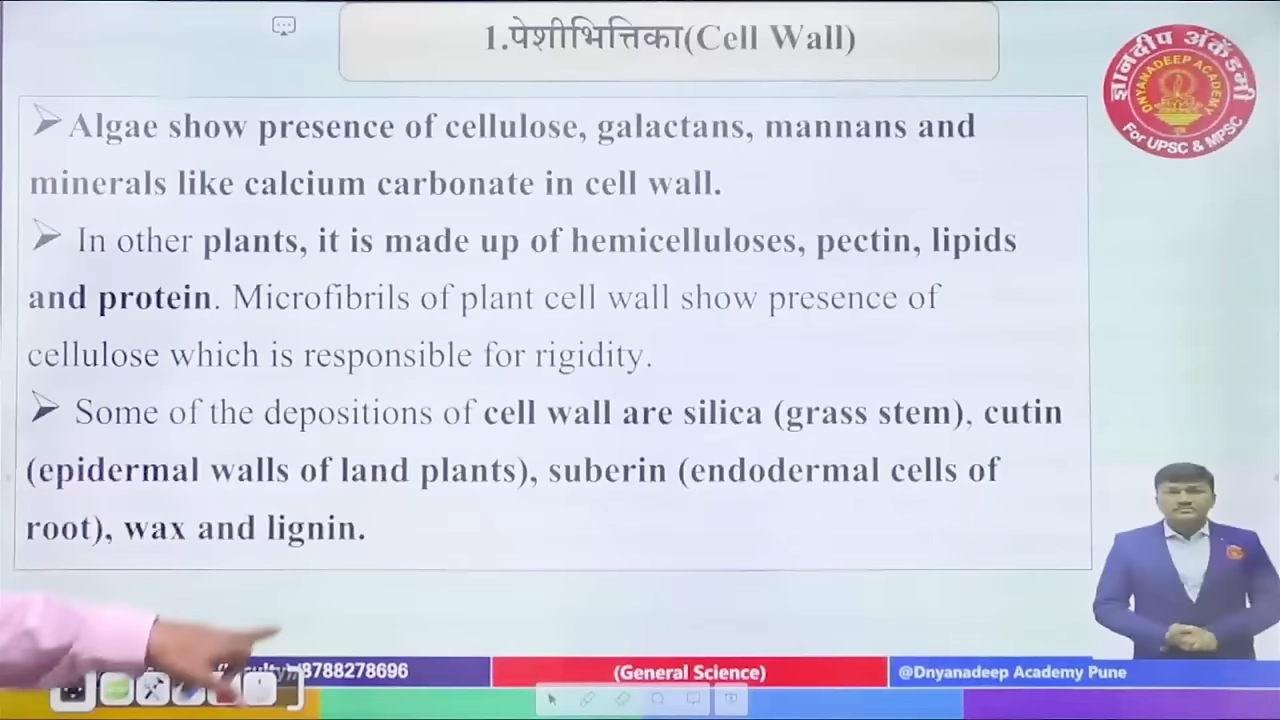 1.पेशीभित्तिका(Cell Wall)
ज्ञानदीप अॅकॅडमी
DNYANADEEP ACADEMY
For UPSC & MPSC
➢Algae show presence of cellulose, galactans, mannans and
minerals like calcium carbonate in cell wall.
➢ In other plants, it is made up of hemicelluloses, pectin, lipids
and protein. Microfibrils of plant cell wall show presence of
cellulose which is responsible for rigidity.
➢ Some of the depositions of cell wall are silica (grass stem), cutin
(epidermal walls of land plants), suberin (endodermal cells of
root), wax and lignin.
8788278696
(General Science)
@Dnyanadeep Academy Pune